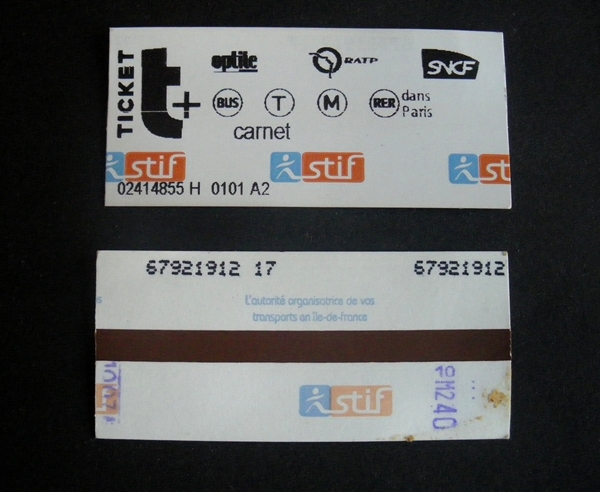 TICKET t+
optile RATP SNCF
BUS T M RER dans Paris
carnet
stif stif stif
02414855 H 0101 A2
67921912 17 67921912
L'autorité organisatrice de vos
transports en Île-de-france
stif